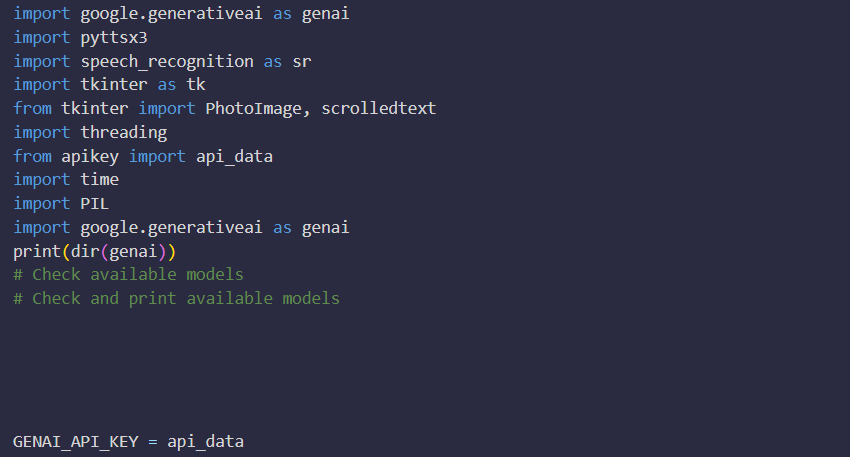 import google.generativeai as genai
import pyttsx3
import speech_recognition as sr
import tkinter as tk
from tkinter import PhotoImage, scrolledtext
import threading
from apikey import api_data
import time
import PIL
import google.generativeai as genai
print(dir(genai))
# Check available models
# Check and print available models
GENAI_API_KEY = api_data